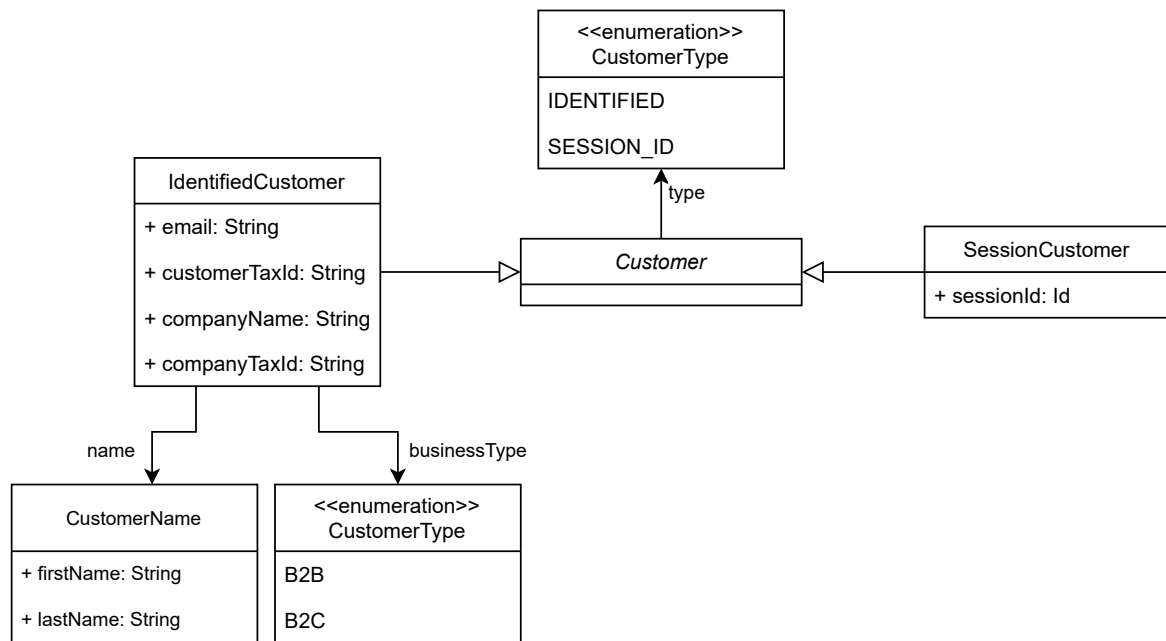 <<enumeration>>
CustomerType
IDENTIFIED
SESSION_ID
type
IdentifiedCustomer
+ email: String
+ customerTaxId: String
+ companyName: String
+ companyTaxId: String
Customer
SessionCustomer
+ sessionId: Id
name
businessType
CustomerName
+ firstName: String
+ lastName: String
<<enumeration>>
CustomerType
B2B
B2C